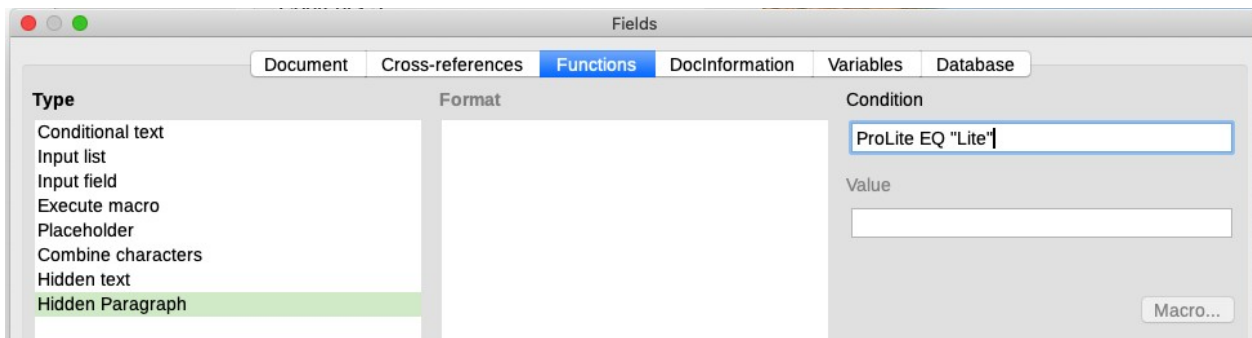 Fields
Document Cross-references Functions DocInformation Variables Database
Type Format Condition
Conditional text
Input list
Input field
Execute macro
Placeholder
Combine characters
Hidden text
Hidden Paragraph
ProLite EQ "Lite"
Value
Macro...